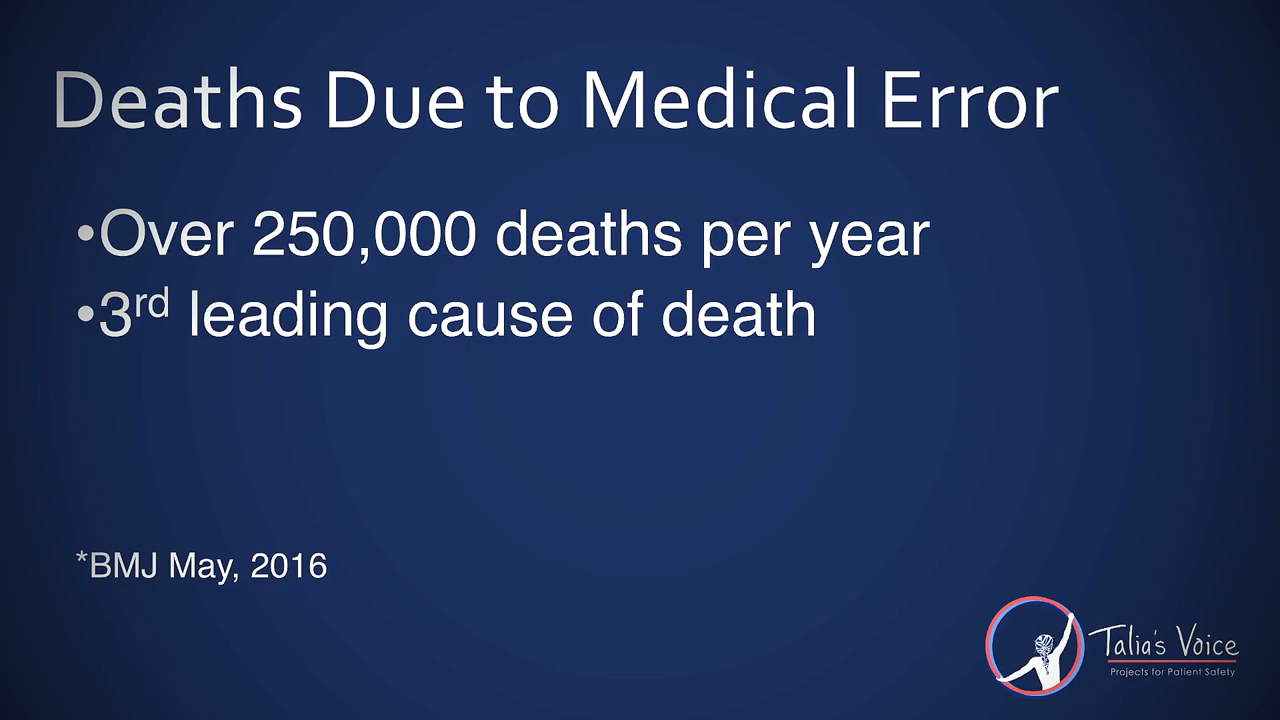 Deaths Due to Medical Error
•Over 250,000 deaths per year
•3rd leading cause of death
*BMJ May, 2016
Talia's Voice
Projects for Patient Safety